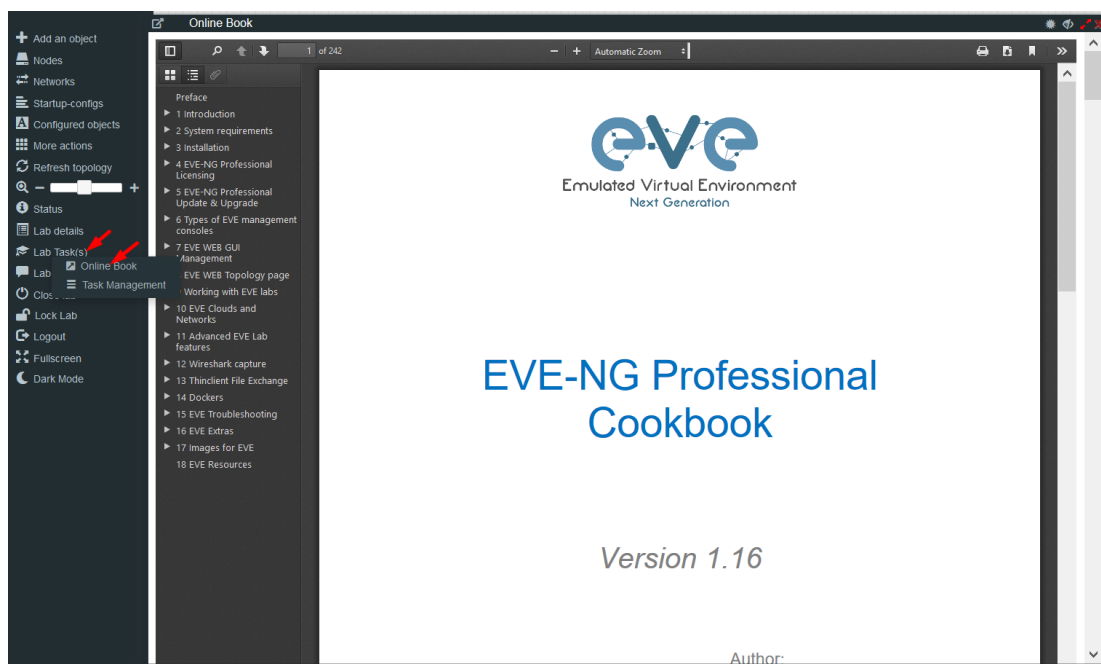 Online Book
Add an object
Nodes
Networks
Startup-configs
Configured objects
More actions
Refresh topology
Status
Lab details
Lab Task(s)
Online Book
Task Management
Lab
Close lab
Lock Lab
Logout
Fullscreen
Dark Mode
1 of 242
Automatic Zoom
Preface
1 Introduction
2 System requirements
3 Installation
4 EVE-NG Professional
Licensing
5 EVE-NG Professional
Update & Upgrade
6 Types of EVE management
consoles
7 EVE WEB GUI
Management
EVE WEB Topology page
Working with EVE labs
10 EVE Clouds and
Networks
11 Advanced EVE Lab
features
12 Wireshark capture
13 Thinclient File Exchange
14 Dockers
15 EVE Troubleshooting
16 EVE Extras
17 Images for EVE
18 EVE Resources
eve
Emulated Virtual Environment
Next Generation
EVE-NG Professional
Cookbook
Version 1.16
Author: